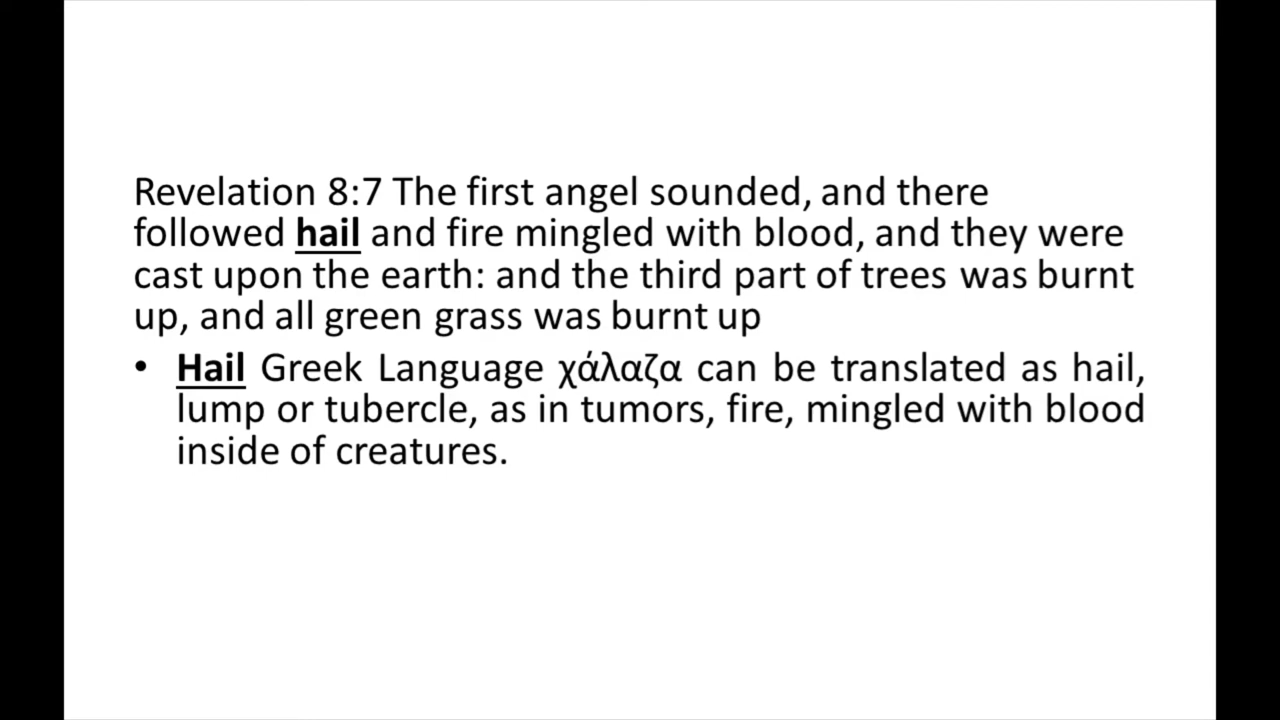 Revelation 8:7 The first angel sounded, and there
followed hail and fire mingled with blood, and they were
cast upon the earth: and the third part of trees was burnt
up, and all green grass was burnt up
• Hail Greek Language χάλαζα can be translated as hail,
lump or tubercle, as in tumors, fire, mingled with blood
inside of creatures.